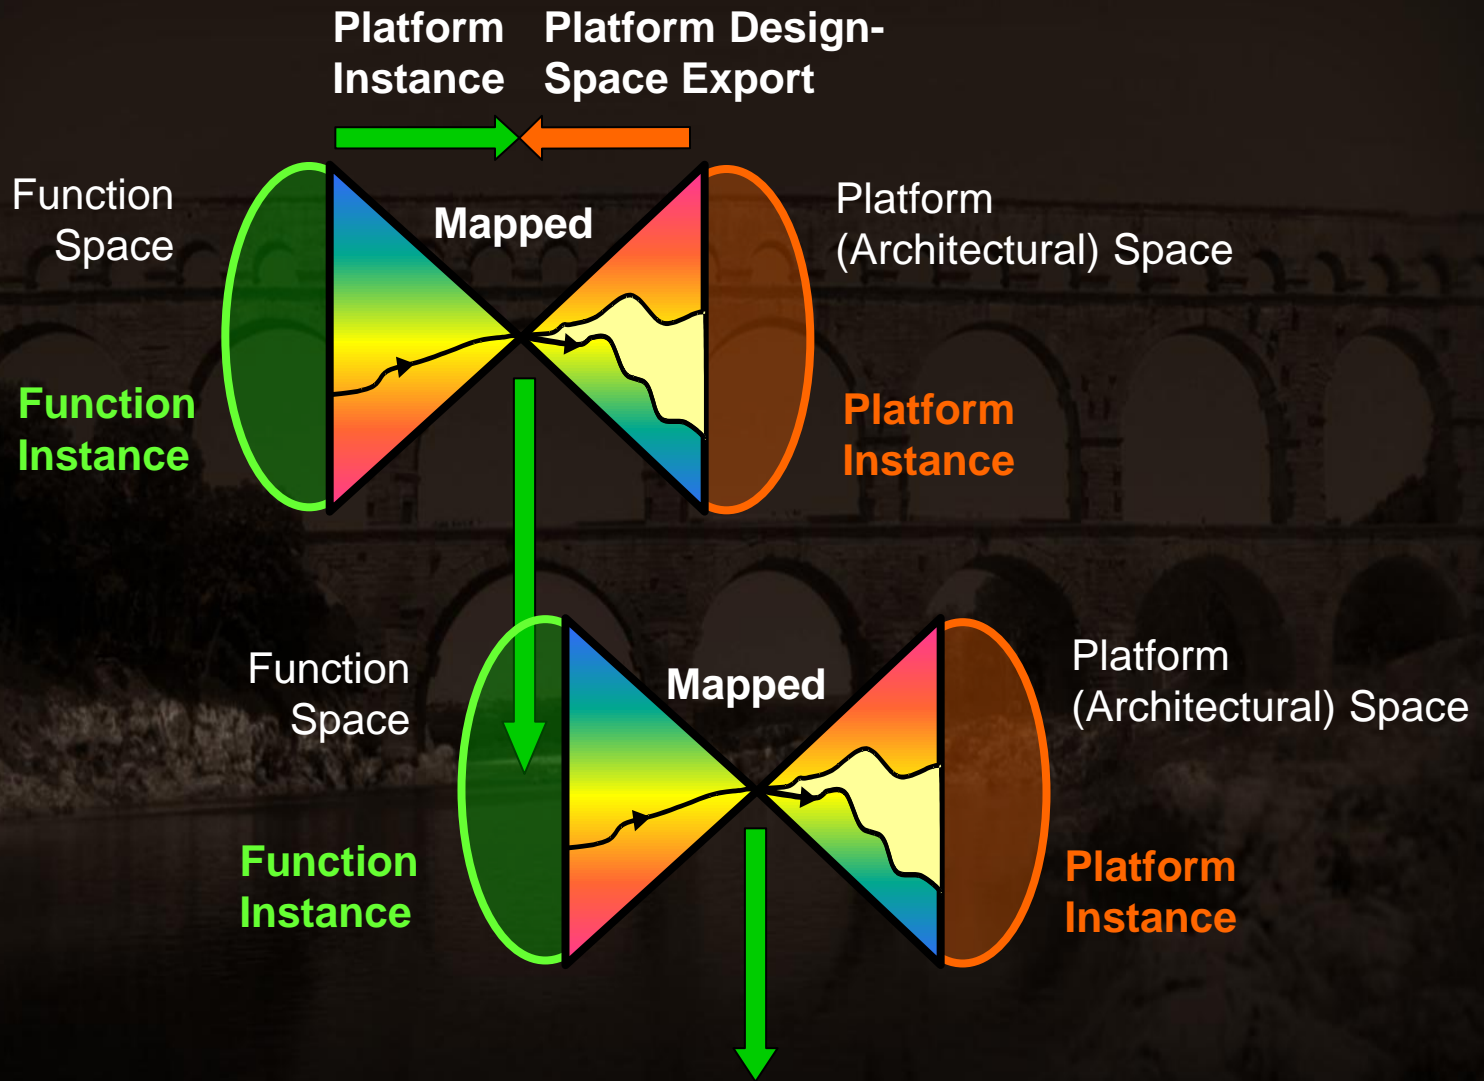 Platform
Instance
Platform Design-
Space Export
Function
Space
Mapped
Platform
(Architectural) Space
Function
Instance
Platform
Instance
Function
Space
Mapped
Platform
(Architectural) Space
Function
Instance
Platform
Instance